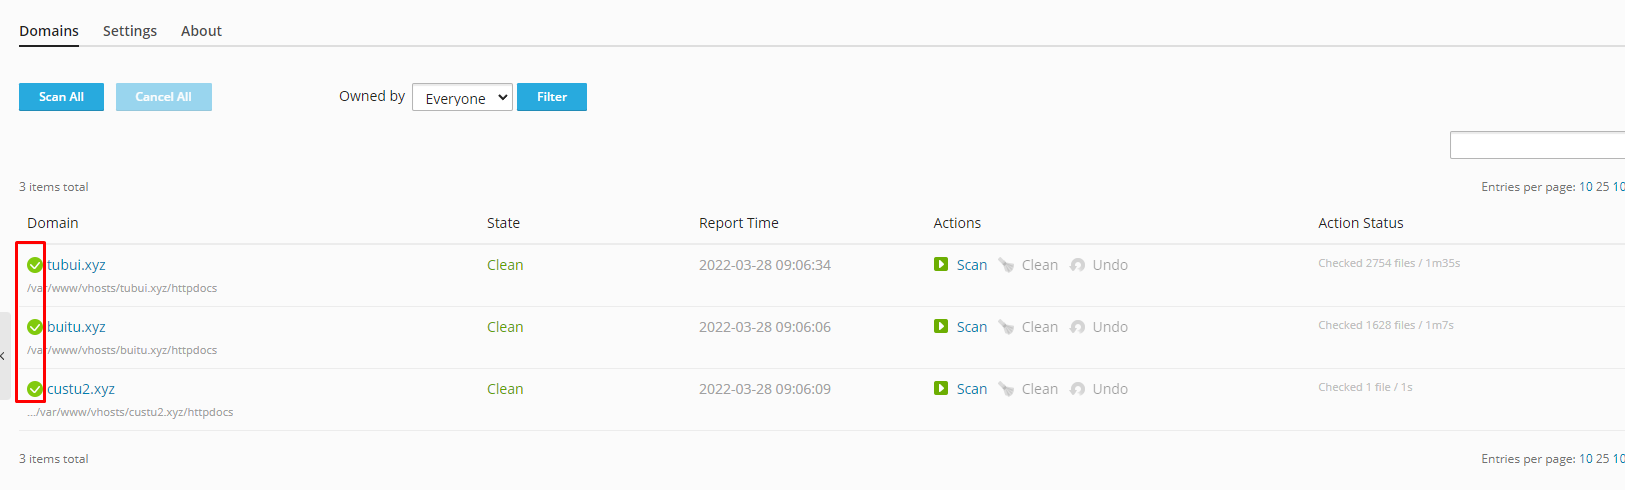 Domains Settings About
Scan All Cancel All Owned by Everyone Filter
3 items total Entries per page: 10 25 10
Domain State Report Time Actions Action Status
tubui.xyz Clean 2022-03-28 09:06:34 Scan Clean Undo Checked 2754 files / 1m35s
/var/www/vhosts/tubui.xyz/httpdocs
buitu.xyz Clean 2022-03-28 09:06:06 Scan Clean Undo Checked 1628 files / 1m7s
/var/www/vhosts/buitu.xyz/httpdocs
custu2.xyz Clean 2022-03-28 09:06:09 Scan Clean Undo Checked 1 file / 1s
.../var/www/vhosts/custu2.xyz/httpdocs
3 items total Entries per page: 10 25 10